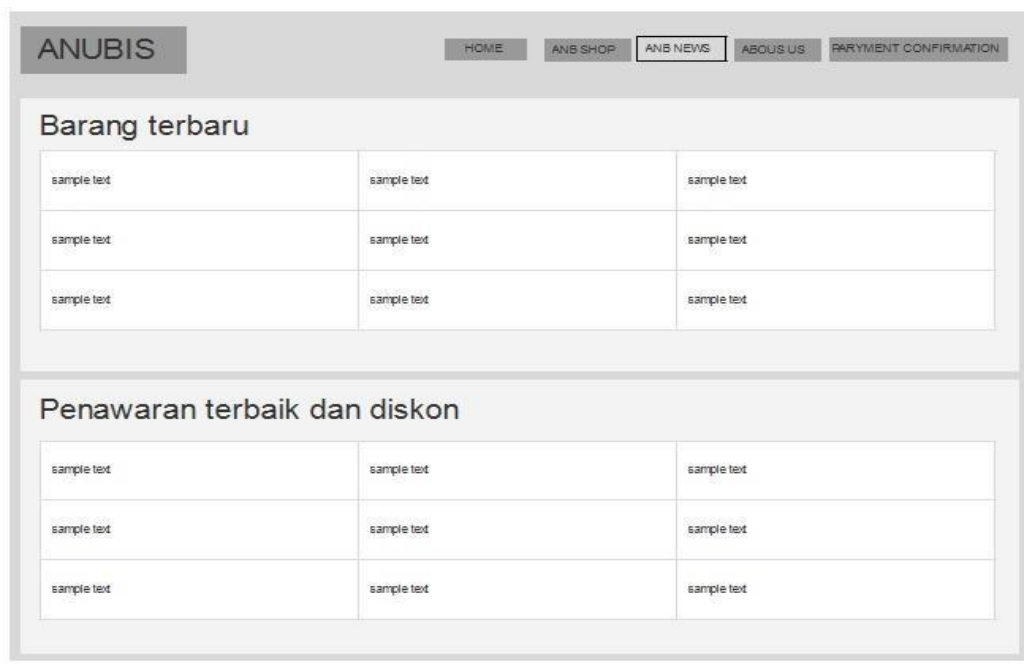 ANUBIS
HOME ANB SHOP ANB NEWS ABOUS US PARYMENT CONFIRMATION
Barang terbaru
sample text sample text sample text
sample text sample text sample text
sample text sample text sample text
Penawaran terbaik dan diskon
sample text sample text sample text
sample text sample text sample text
sample text sample text sample text